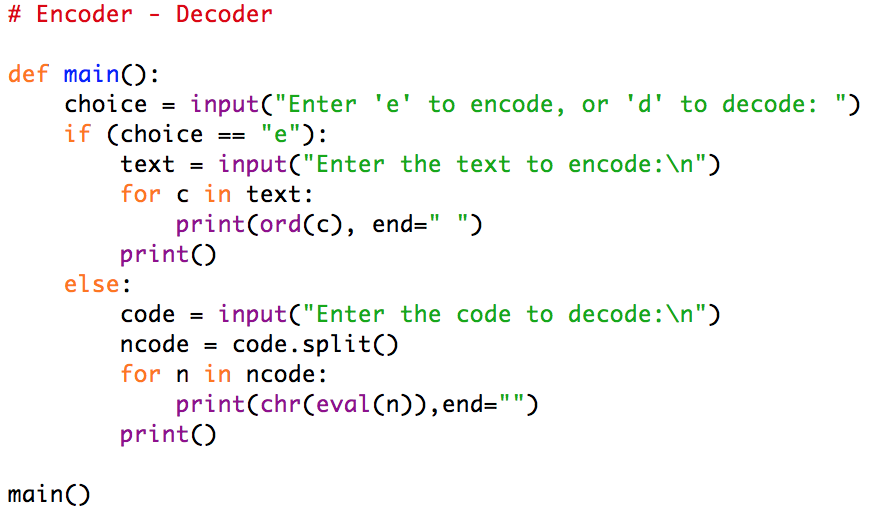 # Encoder - Decoder
def main():
    choice = input("Enter 'e' to encode, or 'd' to decode: ")
    if (choice == "e"):
        text = input("Enter the text to encode:\n")
        for c in text:
            print(ord(c), end=" ")
        print()
    else:
        code = input("Enter the code to decode:\n")
        ncode = code.split()
        for n in ncode:
            print(chr(eval(n)),end="")
        print()
main()